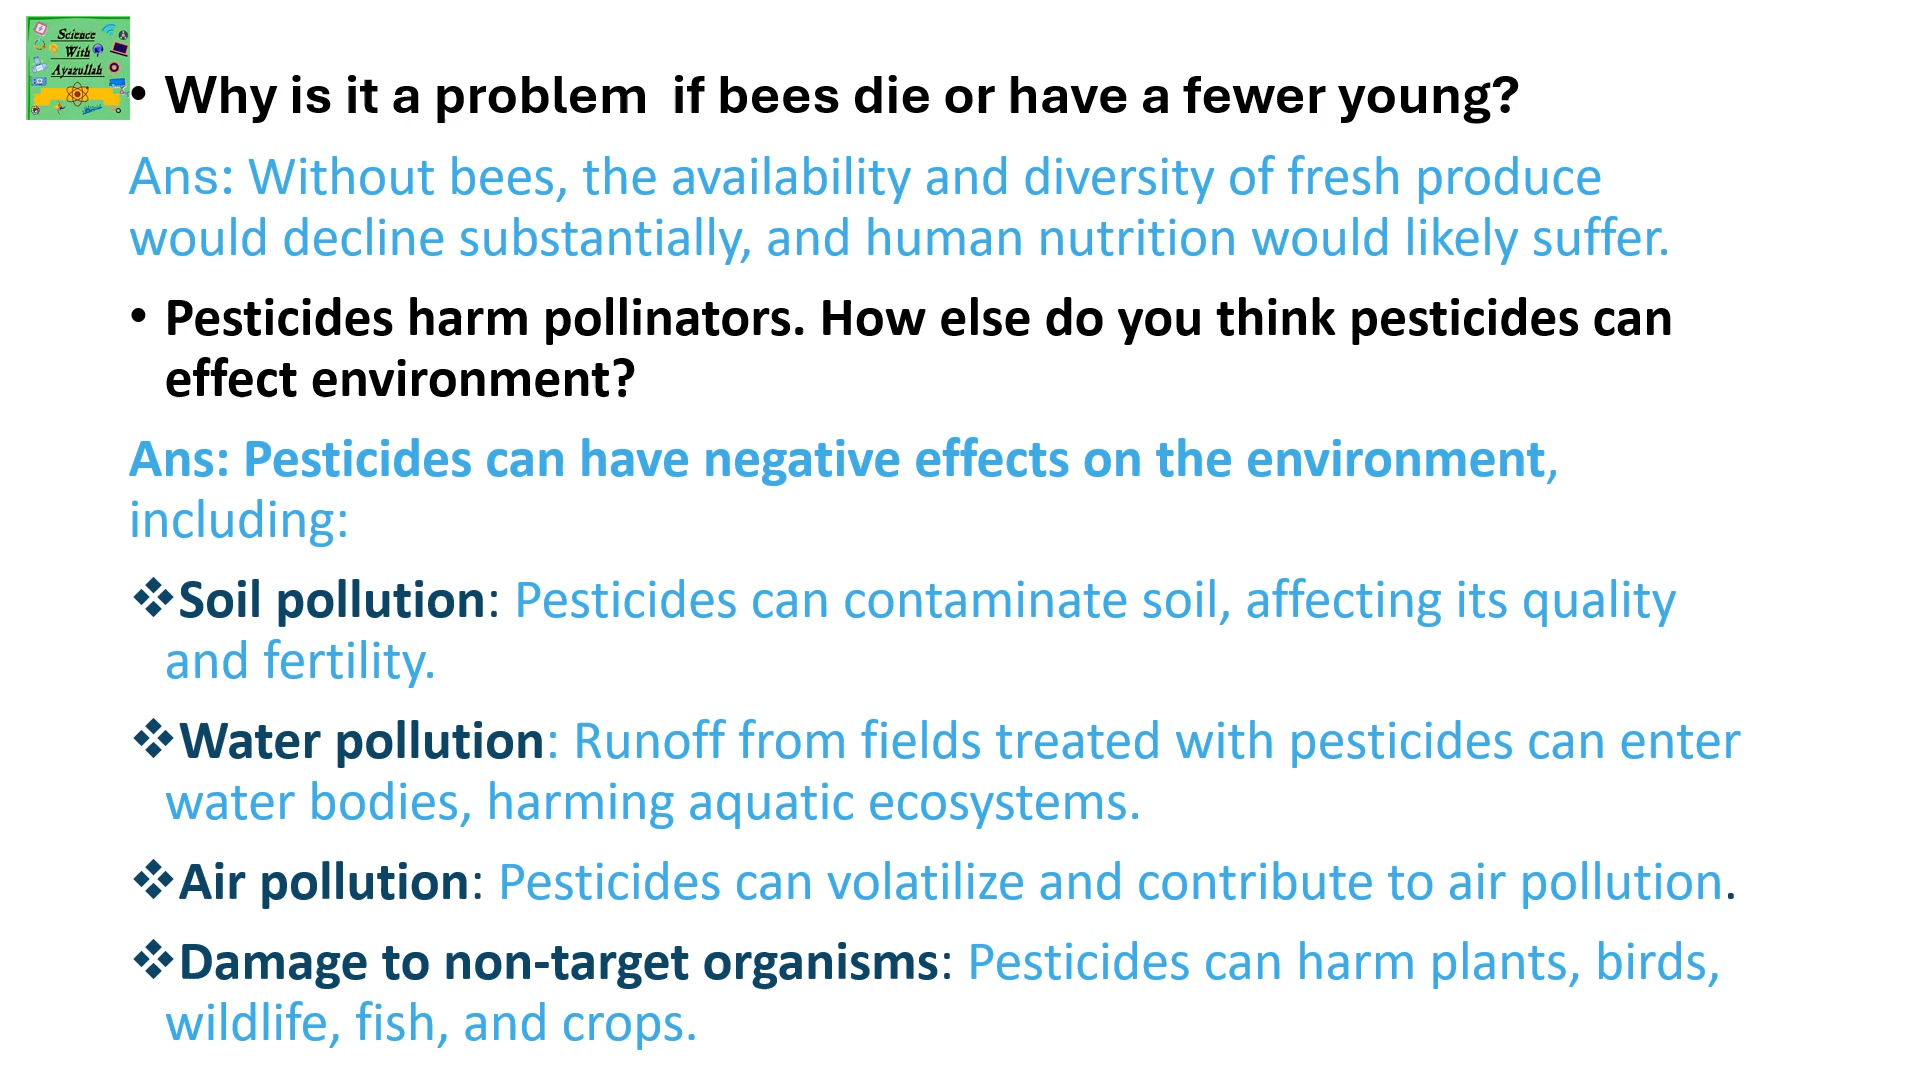 Science
With
Ayazullah
• Why is it a problem  if bees die or have a fewer young?
Ans: Without bees, the availability and diversity of fresh produce
would decline substantially, and human nutrition would likely suffer.
• Pesticides harm pollinators. How else do you think pesticides can
effect environment?
Ans: Pesticides can have negative effects on the environment,
including:
❖Soil pollution: Pesticides can contaminate soil, affecting its quality
and fertility.
❖Water pollution: Runoff from fields treated with pesticides can enter
water bodies, harming aquatic ecosystems.
❖Air pollution: Pesticides can volatilize and contribute to air pollution.
❖Damage to non-target organisms: Pesticides can harm plants, birds,
wildlife, fish, and crops.